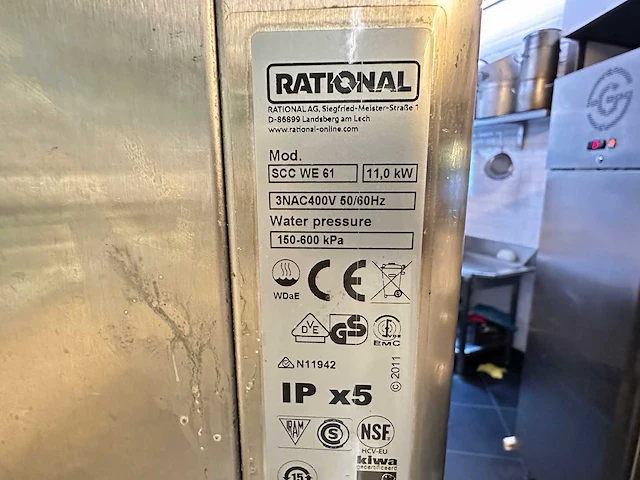 RATIONAL
RATIONAL AG, Siegfried-Meister-Straße 1
D-86899 Landsberg am Lech
www.rational-online.com
Mod.
SCC WE 61 11,0 kW
3NAC400V 50/60Hz
Water pressure
150-600 kPa
WDaE CE
VDE GS EMC
N11942
© 2011
IP x5
IRAM S NSF
HCV-EU
kiwa
gecertificeerd
15